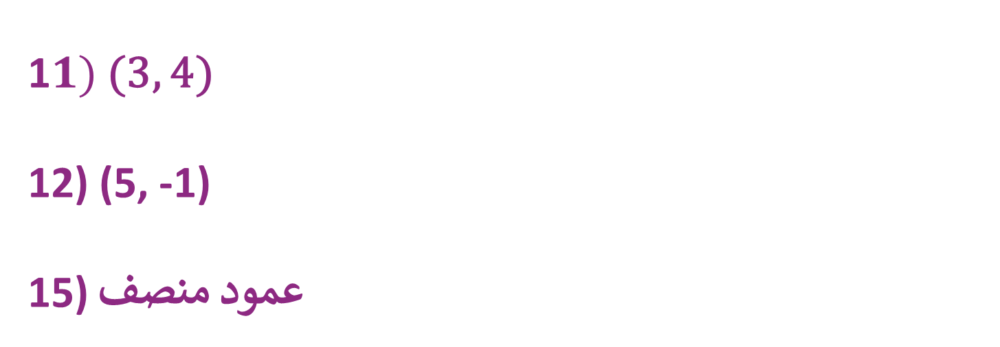 11) (3, 4)
12) (5, -1)
15) عمود منصف